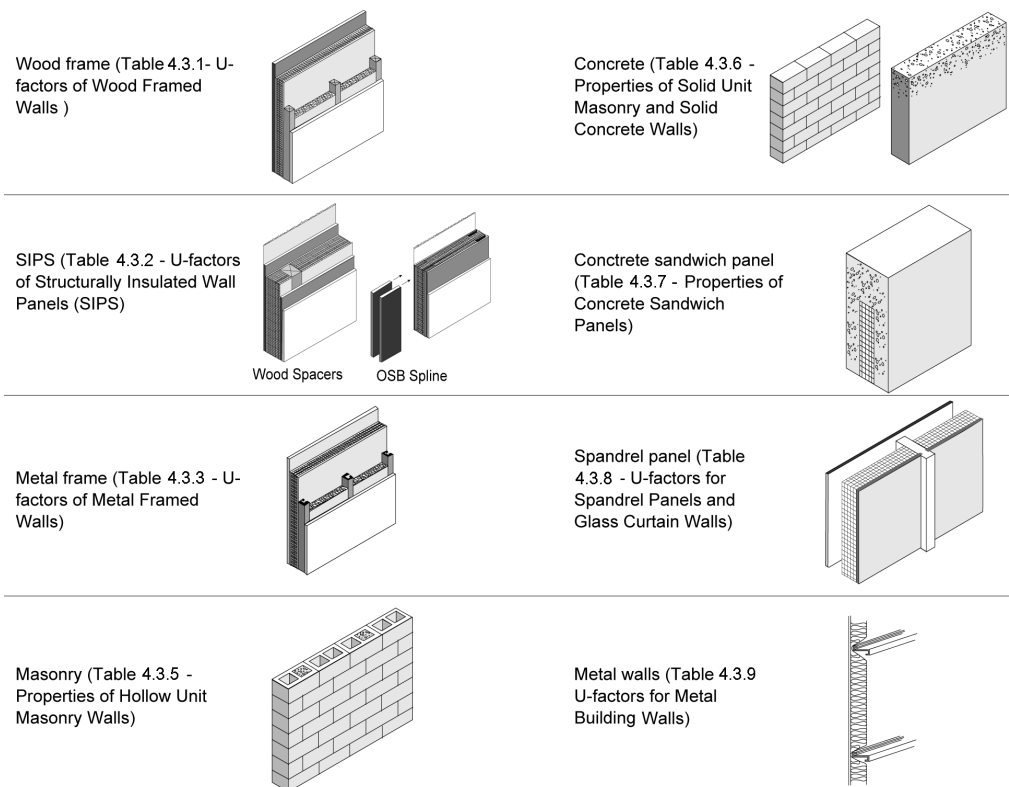 Wood frame (Table 4.3.1- U-
factors of Wood Framed
Walls )
Concrete (Table 4.3.6 -
Properties of Solid Unit
Masonry and Solid
Concrete Walls)
SIPS (Table 4.3.2 - U-factors
of Structurally Insulated Wall
Panels (SIPS)
Wood Spacers
OSB Spline
Conctrete sandwich panel
(Table 4.3.7 - Properties of
Concrete Sandwich
Panels)
Metal frame (Table 4.3.3 - U-
factors of Metal Framed
Walls)
Spandrel panel (Table
4.3.8 - U-factors for
Spandrel Panels and
Glass Curtain Walls)
Masonry (Table 4.3.5 -
Properties of Hollow Unit
Masonry Walls)
Metal walls (Table 4.3.9
U-factors for Metal
Building Walls)